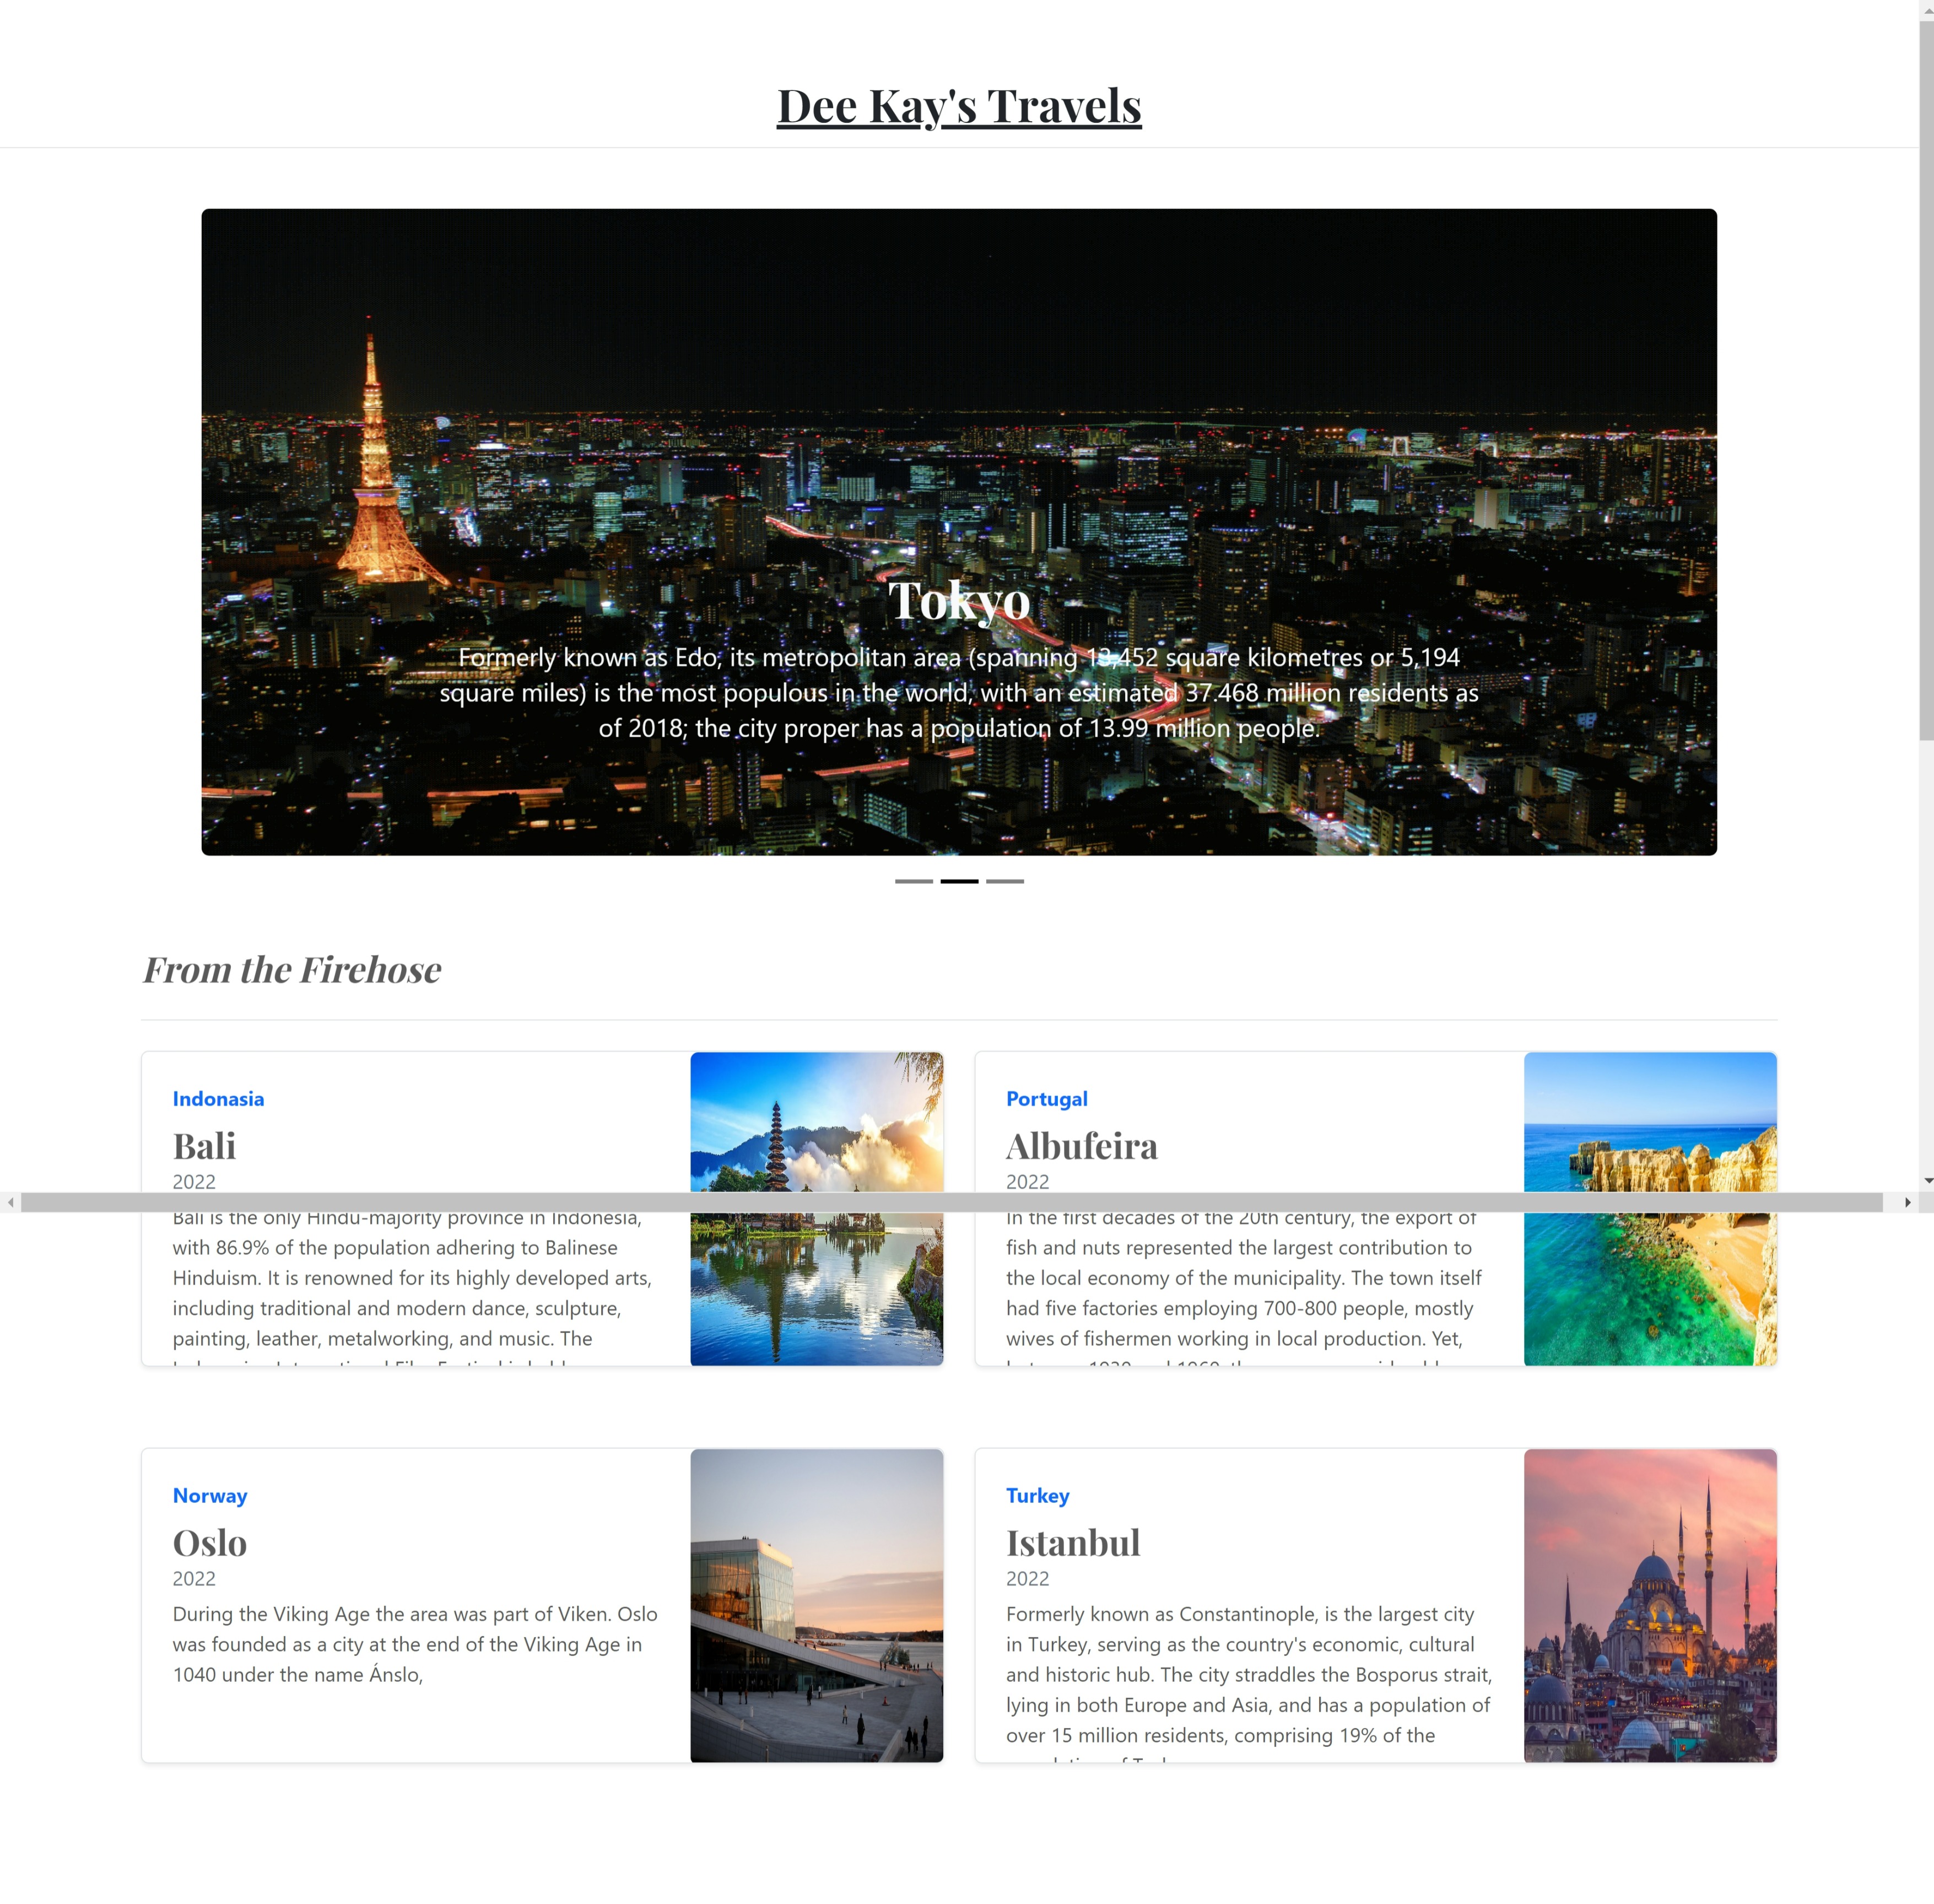 Dee Kay's Travels
Tokyo
Formerly known as Edo, its metropolitan area (spanning 13,452 square kilometres or 5,194
square miles) is the most populous in the world, with an estimated 37.468 million residents as
of 2018; the city proper has a population of 13.99 million people.
From the Firehose
Indonasia
Bali
2022
Bali is the only Hindu-majority province in Indonesia,
with 86.9% of the population adhering to Balinese
Hinduism. It is renowned for its highly developed arts,
including traditional and modern dance, sculpture,
painting, leather, metalworking, and music. The
Portugal
Albufeira
2022
In the first decades of the 20th century, the export of
fish and nuts represented the largest contribution to
the local economy of the municipality. The town itself
had five factories employing 700-800 people, mostly
wives of fishermen working in local production. Yet,
Norway
Oslo
2022
During the Viking Age the area was part of Viken. Oslo
was founded as a city at the end of the Viking Age in
1040 under the name Ánslo,
Turkey
Istanbul
2022
Formerly known as Constantinople, is the largest city
in Turkey, serving as the country's economic, cultural
and historic hub. The city straddles the Bosporus strait,
lying in both Europe and Asia, and has a population of
over 15 million residents, comprising 19% of the